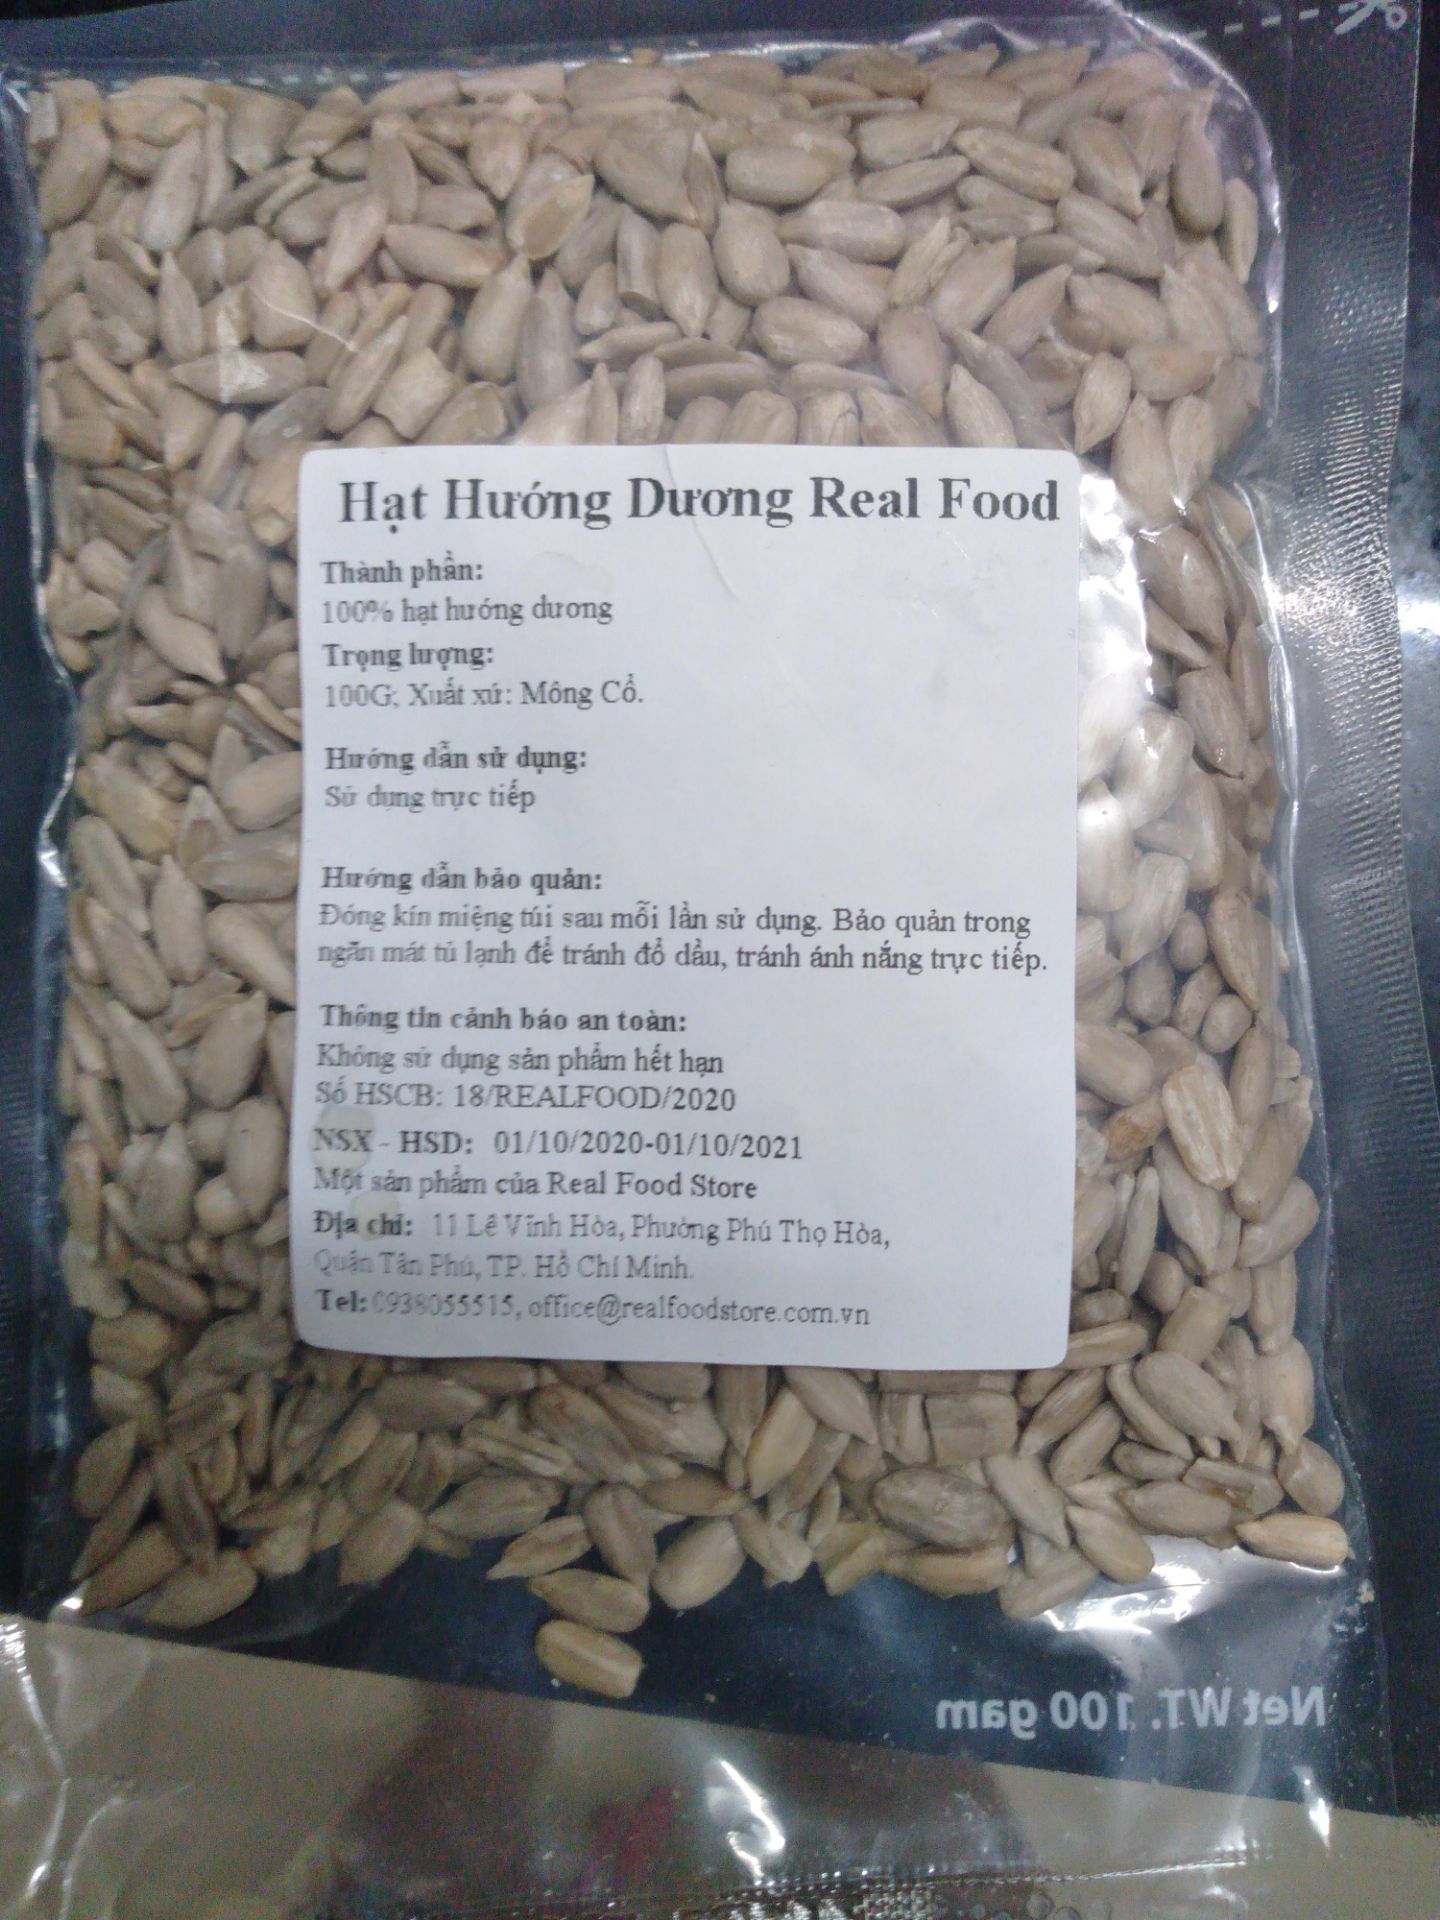 Hạt Hướng Dương Real Food
Thành phần:
100% hạt hướng dương
Trọng lượng:
100G; Xuất xứ: Mông Cổ.
Hướng dẫn sử dụng:
Sử dụng trực tiếp
Hướng dẫn bảo quản:
Đóng kín miệng túi sau mỗi lần sử dụng. Bảo quản trong
ngăn mát tủ lạnh để tránh đổ dầu, tránh ánh nắng trực tiếp.
Thông tin cảnh báo an toàn:
Không sử dụng sản phẩm hết hạn
Số HSCB: 18/REALFOOD/2020
NSX - HSD: 01/10/2020-01/10/2021
Một sản phẩm của Real Food Store
Địa chỉ: 11 Lê Vĩnh Hòa, Phường Phú Thọ Hòa,
Quận Tân Phú, TP. Hồ Chí Minh.
Tel: 0938055515, office@realfoodstore.com.vn
Net WT. 100 gam